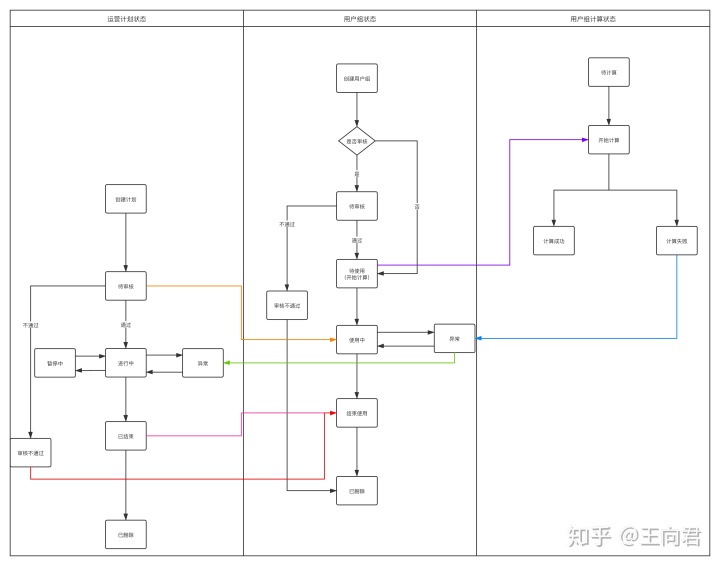 运营计划状态
用户组状态
用户组计算状态
创建用户组
是否审核
是
否
待审核
不通过
通过
待使用
(开始计算)
审核不通过
使用中
异常
结束使用
已删除
待计算
开始计算
计算成功
计算失败
创建计划
待审核
不通过
通过
暂停中
进行中
异常
已结束
审核不通过
已删除
知乎 @王向君